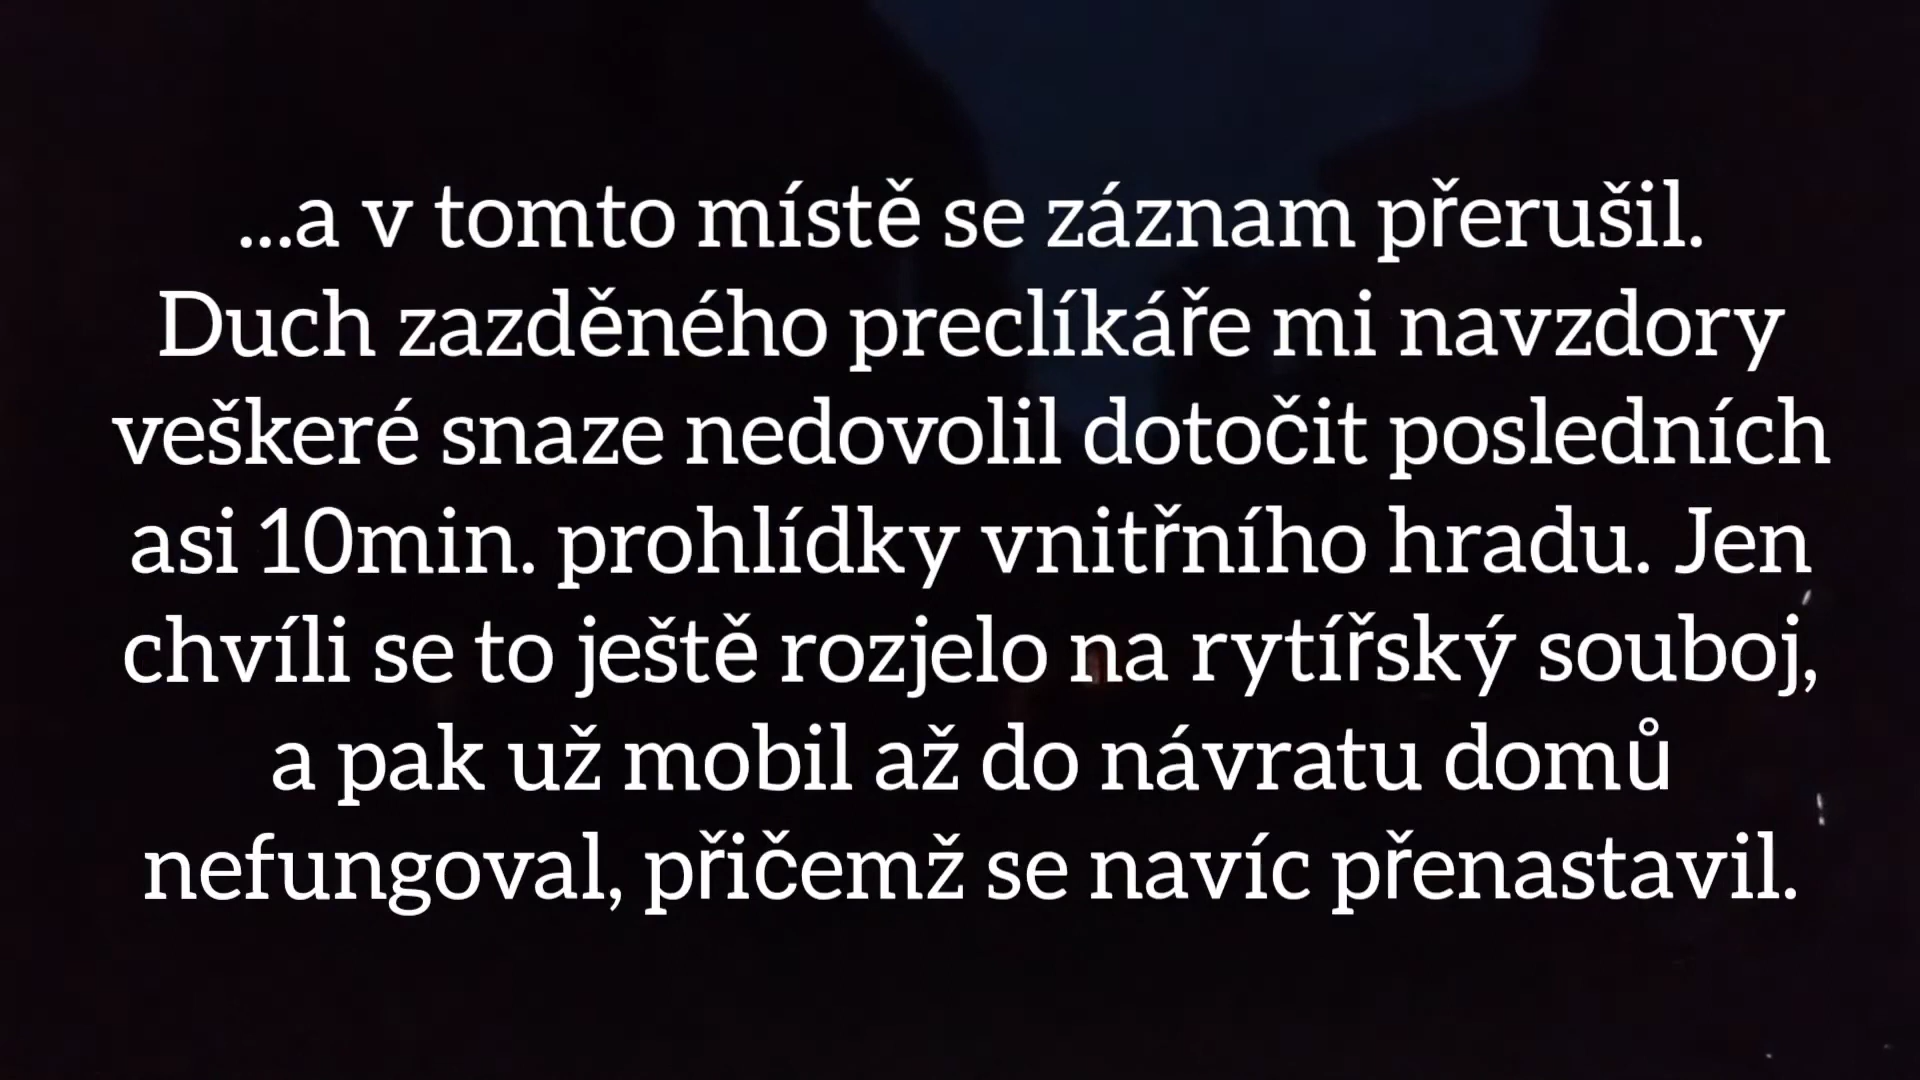 ...a v tomto místě se záznam přerušil.
Duch zazděného preclíkáře mi navzdory
veškeré snaze nedovolil dotočit posledních
asi 10min. prohlídky vnitřního hradu. Jen
chvíli se to ještě rozjelo na rytířský souboj,
a pak už mobil až do návratu domů
nefungoval, přičemž se navíc přenastavil.